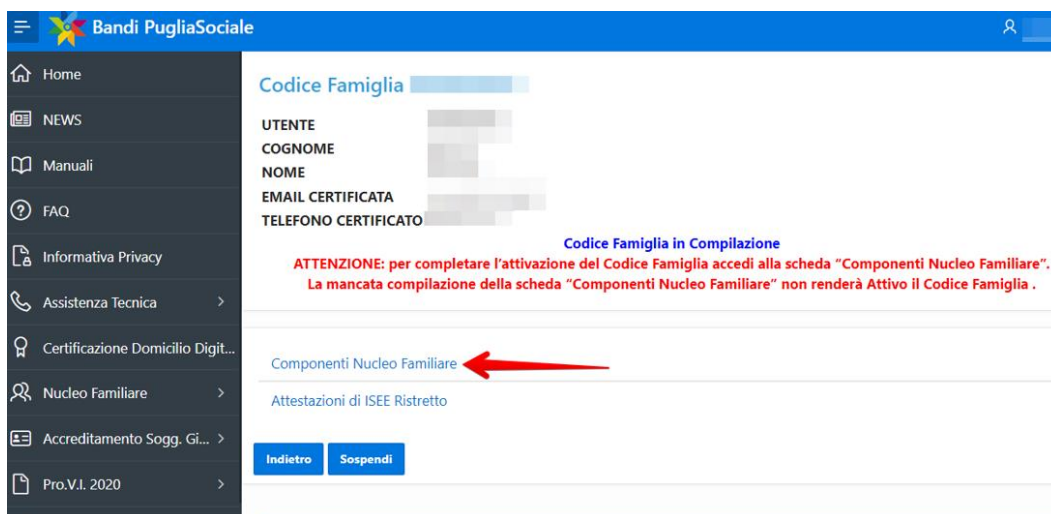 Bandi PugliaSociale
Home
NEWS
Manuali
FAQ
Informativa Privacy
Assistenza Tecnica
Certificazione Domicilio Digit...
Nucleo Familiare
Accreditamento Sogg. Gi...
Pro.V.I. 2020
Codice Famiglia
UTENTE
COGNOME
NOME
EMAIL CERTIFICATA
TELEFONO CERTIFICATO
Codice Famiglia in Compilazione
ATTENZIONE: per completare l'attivazione del Codice Famiglia accedi alla scheda “Componenti Nucleo Familiare”.
La mancata compilazione della scheda “Componenti Nucleo Familiare” non renderà Attivo il Codice Famiglia .
Componenti Nucleo Familiare
Attestazioni di ISEE Ristretto
Indietro Sospendi